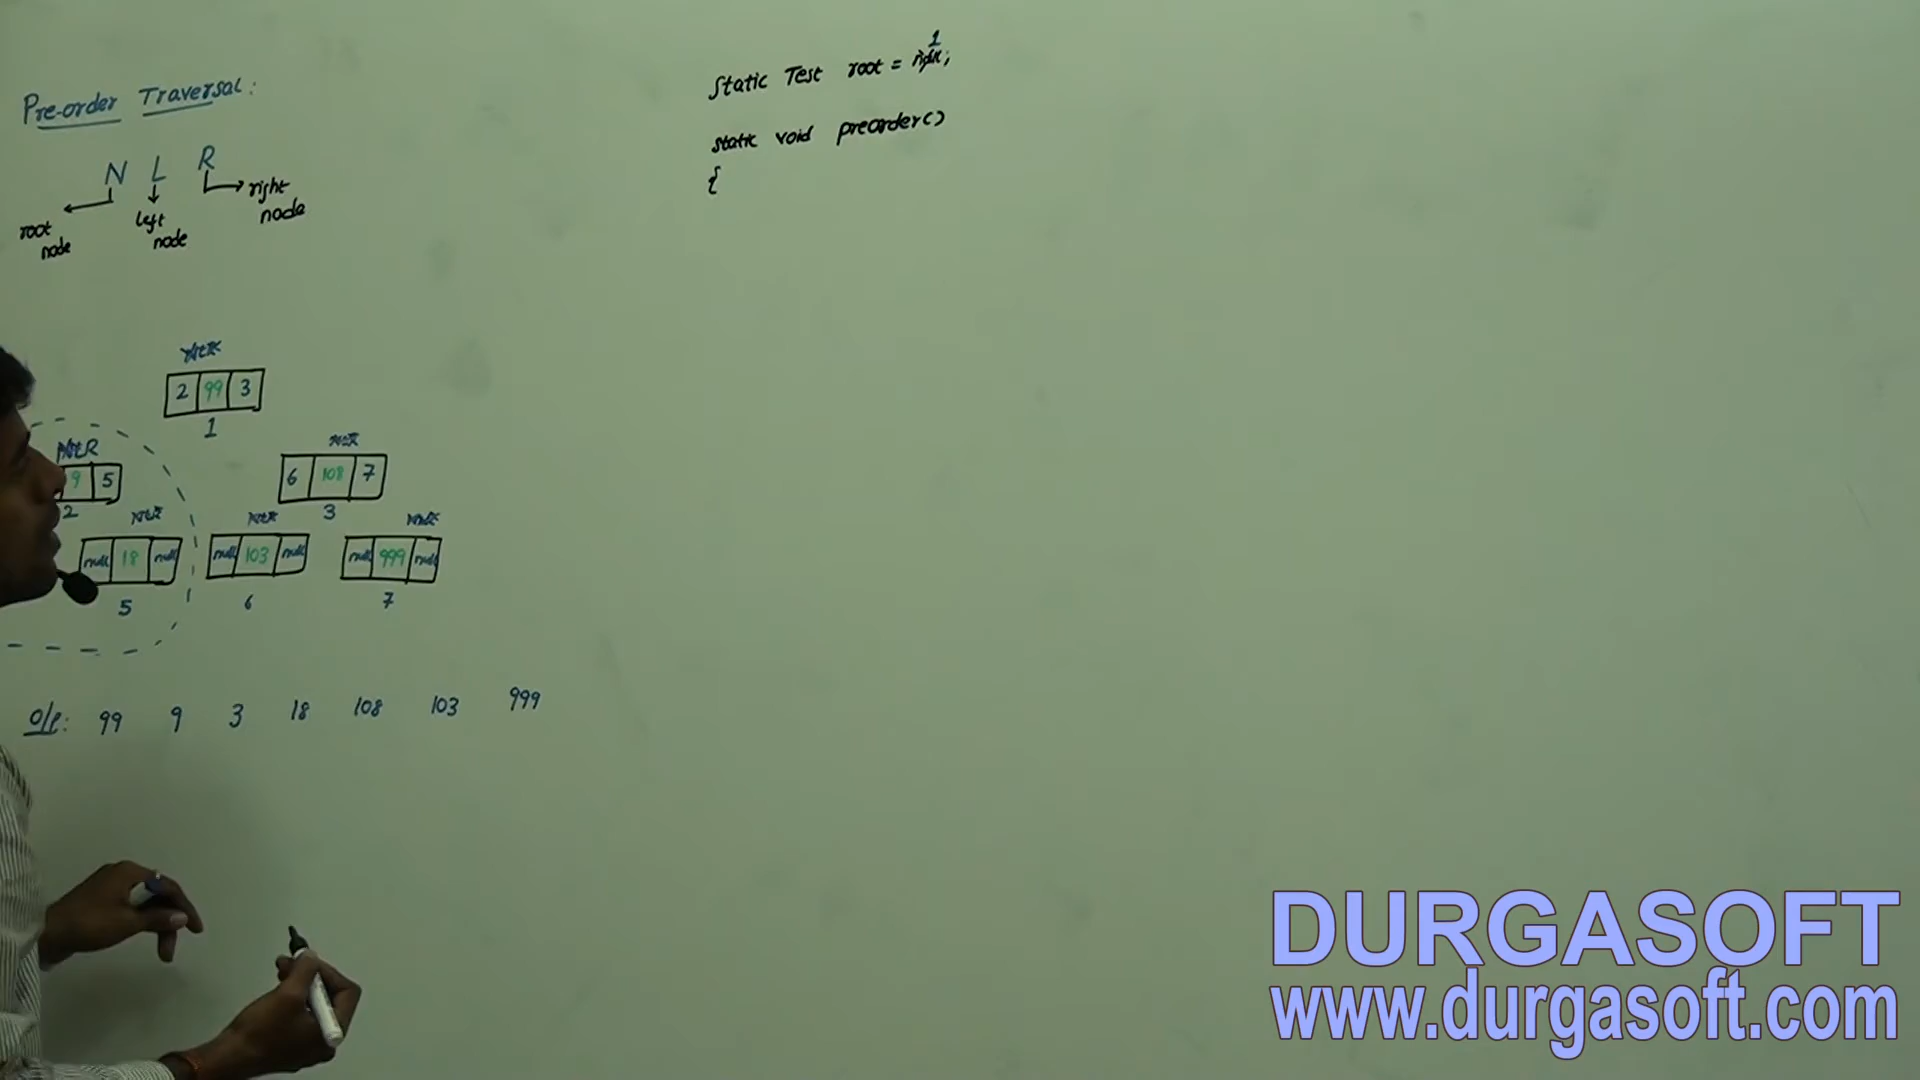 Pre-order Traversal:
N L R
root node
left node
right node
2 99 3
1
9 5
2
6 108 7
3
null 18 null
5
null 103 null
6
null 999 null
7
O/P: 99 9 3 18 108 103 999
1
Static Test root = null;
static void preorder()
{
DURGASOFT
www.durgasoft.com